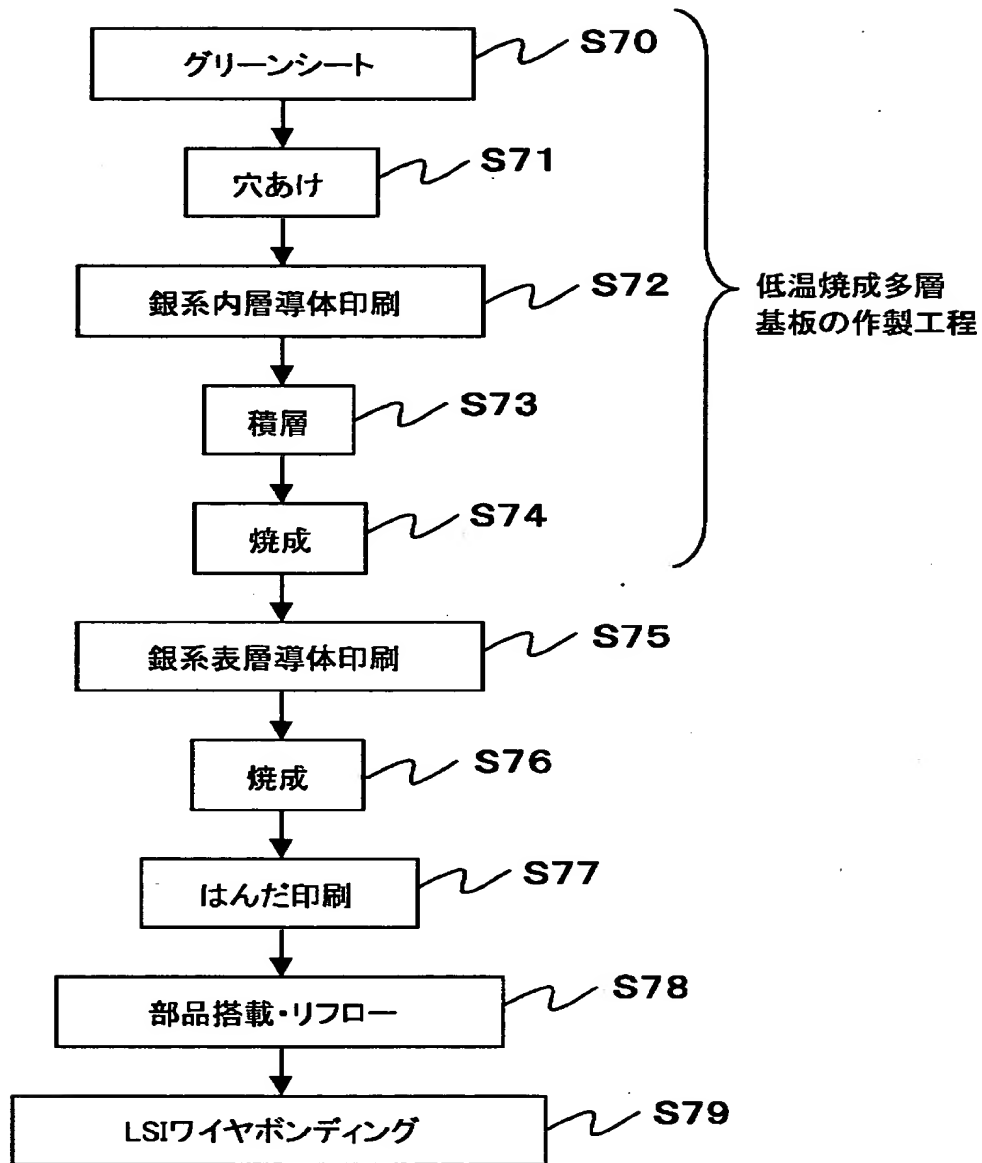 グリーンシート
S70
穴あけ
S71
銀系内層導体印刷
S72
低温焼成多層
基板の作製工程
積層
S73
焼成
S74
銀系表層導体印刷
S75
焼成
S76
はんだ印刷
S77
部品搭載・リフロー
S78
LSIワイヤボンディング
S79